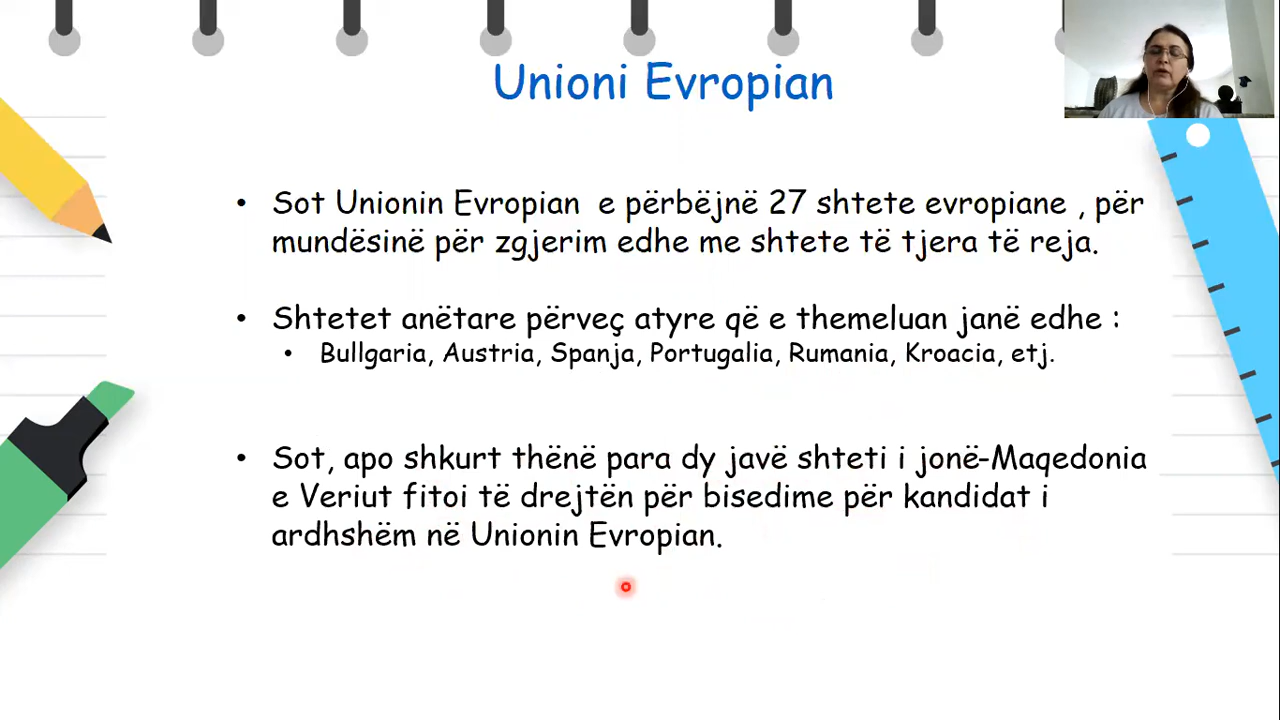 Unioni Evropian
• Sot Unionin Evropian e përbëjnë 27 shtete evropiane , për
mundësinë për zgjerim edhe me shtete të tjera të reja.
• Shtetet anëtare përveç atyre që e themeluan janë edhe :
• Bullgaria, Austria, Spanja, Portugalia, Rumania, Kroacia, etj.
• Sot, apo shkurt thënë para dy javë shteti i jonë-Maqedonia
e Veriut fitoi të drejtën për bisedime për kandidat i
ardhshëm në Unionin Evropian.